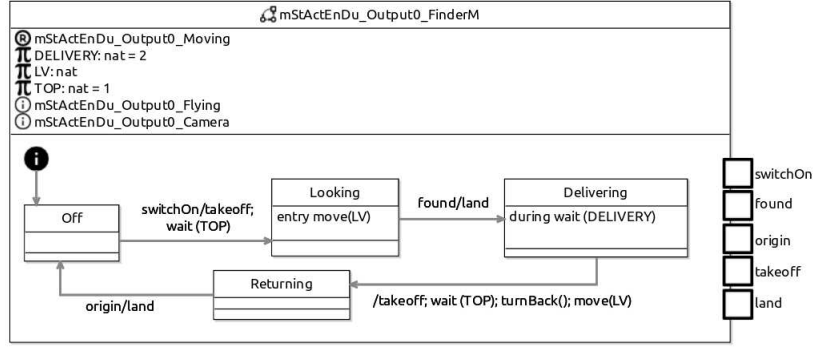 mStActEnDu_Output0_FinderM
R mStActEnDu_Output0_Moving
π DELIVERY: nat = 2
π LV: nat
π TOP: nat = 1
i mStActEnDu_Output0_Flying
i mStActEnDu_Output0_Camera
i
Off
switchOn/takeoff;
wait (TOP)
Looking
entry move(LV)
found/land
Delivering
during wait (DELIVERY)
Returning
origin/land
/takeoff; wait (TOP); turnBack(); move(LV)
switchOn
found
origin
takeoff
land